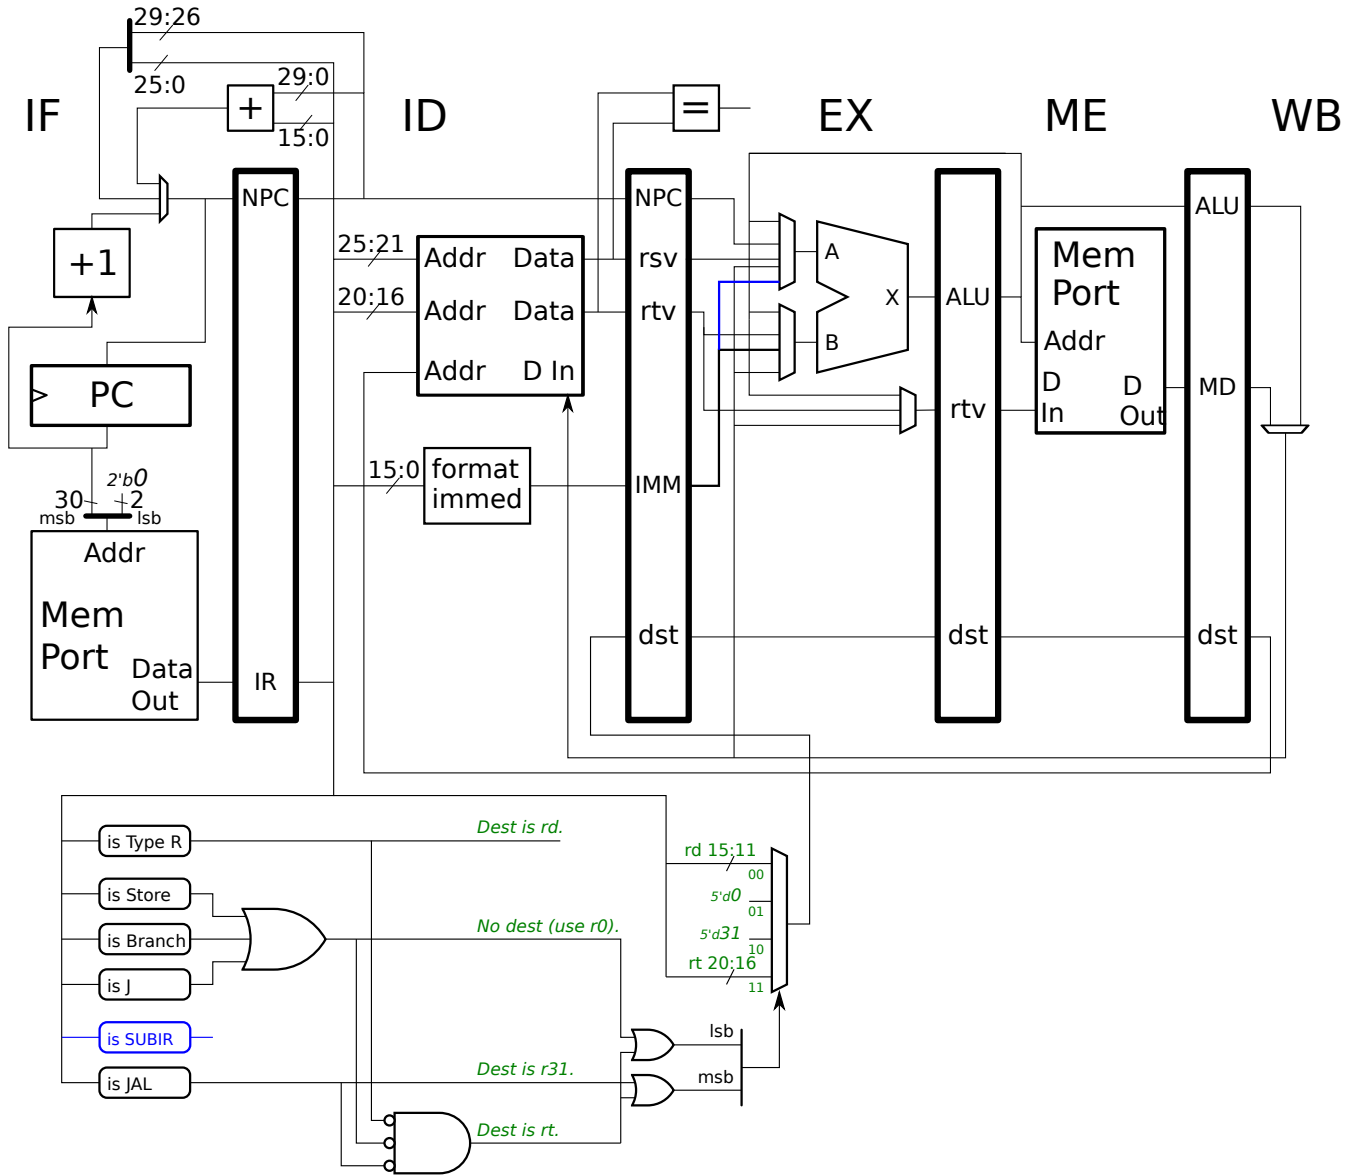 29:26
25:0
29:0
15:0
+
=
IF
ID
EX
ME
WB
NPC
NPC
ALU
+1
25:21
Addr
Data
rsv
A
Mem
Port
20:16
Addr
Data
rtv
X
ALU
B
Addr
Addr
D In
PC
D
In
D
Out
MD
rtv
15:0
format
immed
IMM
2'b0
30
2
msb
lsb
Addr
Mem
Port
Data
Out
IR
dst
dst
dst
is Type R
Dest is rd.
rd 15:11
00
is Store
5'd0
01
is Branch
No dest (use r0).
5'd31
10
is J
rt 20:16
11
is SUBIR
lsb
is JAL
Dest is r31.
msb
Dest is rt.